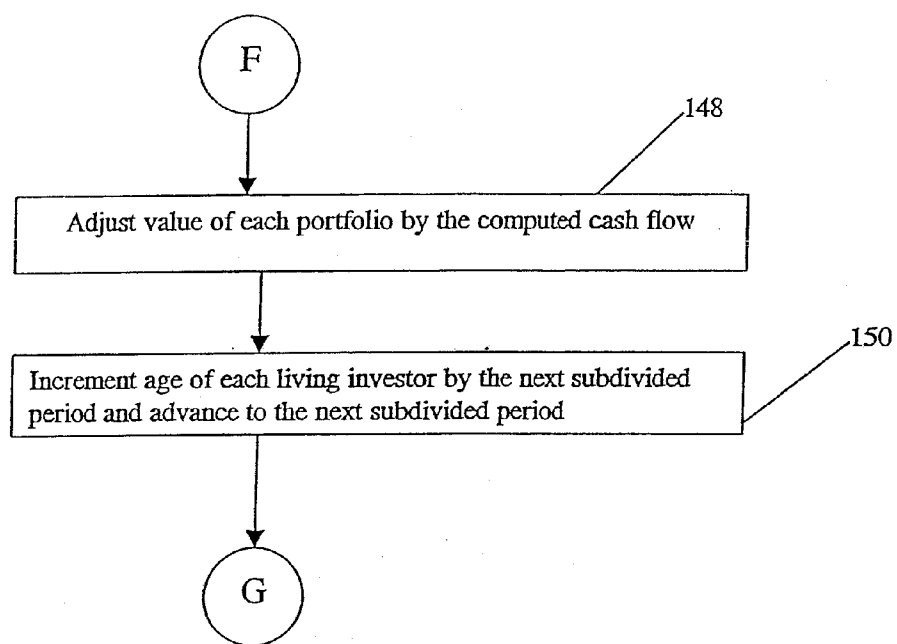 F
148
Adjust value of each portfolio by the computed cash flow
150
Increment age of each living investor by the next subdivided
period and advance to the next subdivided period
G